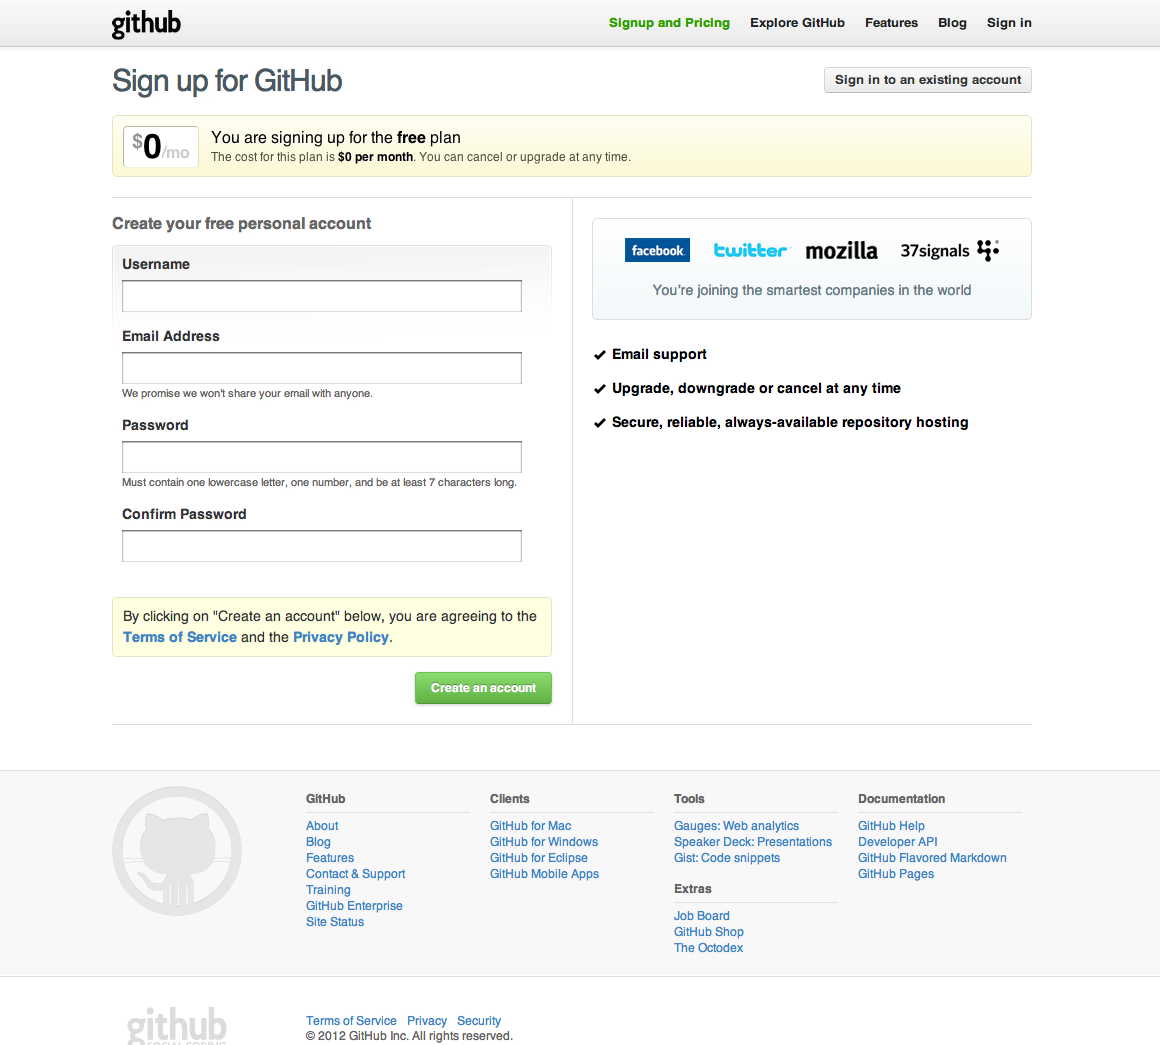 github
Signup and Pricing Explore GitHub Features Blog Sign in
Sign up for GitHub
Sign in to an existing account
$0/mo
You are signing up for the free plan
The cost for this plan is $0 per month. You can cancel or upgrade at any time.
Create your free personal account
Username
Email Address
We promise we won't share your email with anyone.
Password
Must contain one lowercase letter, one number, and be at least 7 characters long.
Confirm Password
By clicking on "Create an account" below, you are agreeing to the
Terms of Service and the Privacy Policy.
Create an account
facebook twitter mozilla 37signals
You're joining the smartest companies in the world
Email support
Upgrade, downgrade or cancel at any time
Secure, reliable, always-available repository hosting
GitHub
About
Blog
Features
Contact & Support
Training
GitHub Enterprise
Site Status
Clients
GitHub for Mac
GitHub for Windows
GitHub for Eclipse
GitHub Mobile Apps
Tools
Gauges: Web analytics
Speaker Deck: Presentations
Gist: Code snippets
Extras
Job Board
GitHub Shop
The Octodex
Documentation
GitHub Help
Developer API
GitHub Flavored Markdown
GitHub Pages
github
SOCIAL CODING
Terms of Service Privacy Security
© 2012 GitHub Inc. All rights reserved.